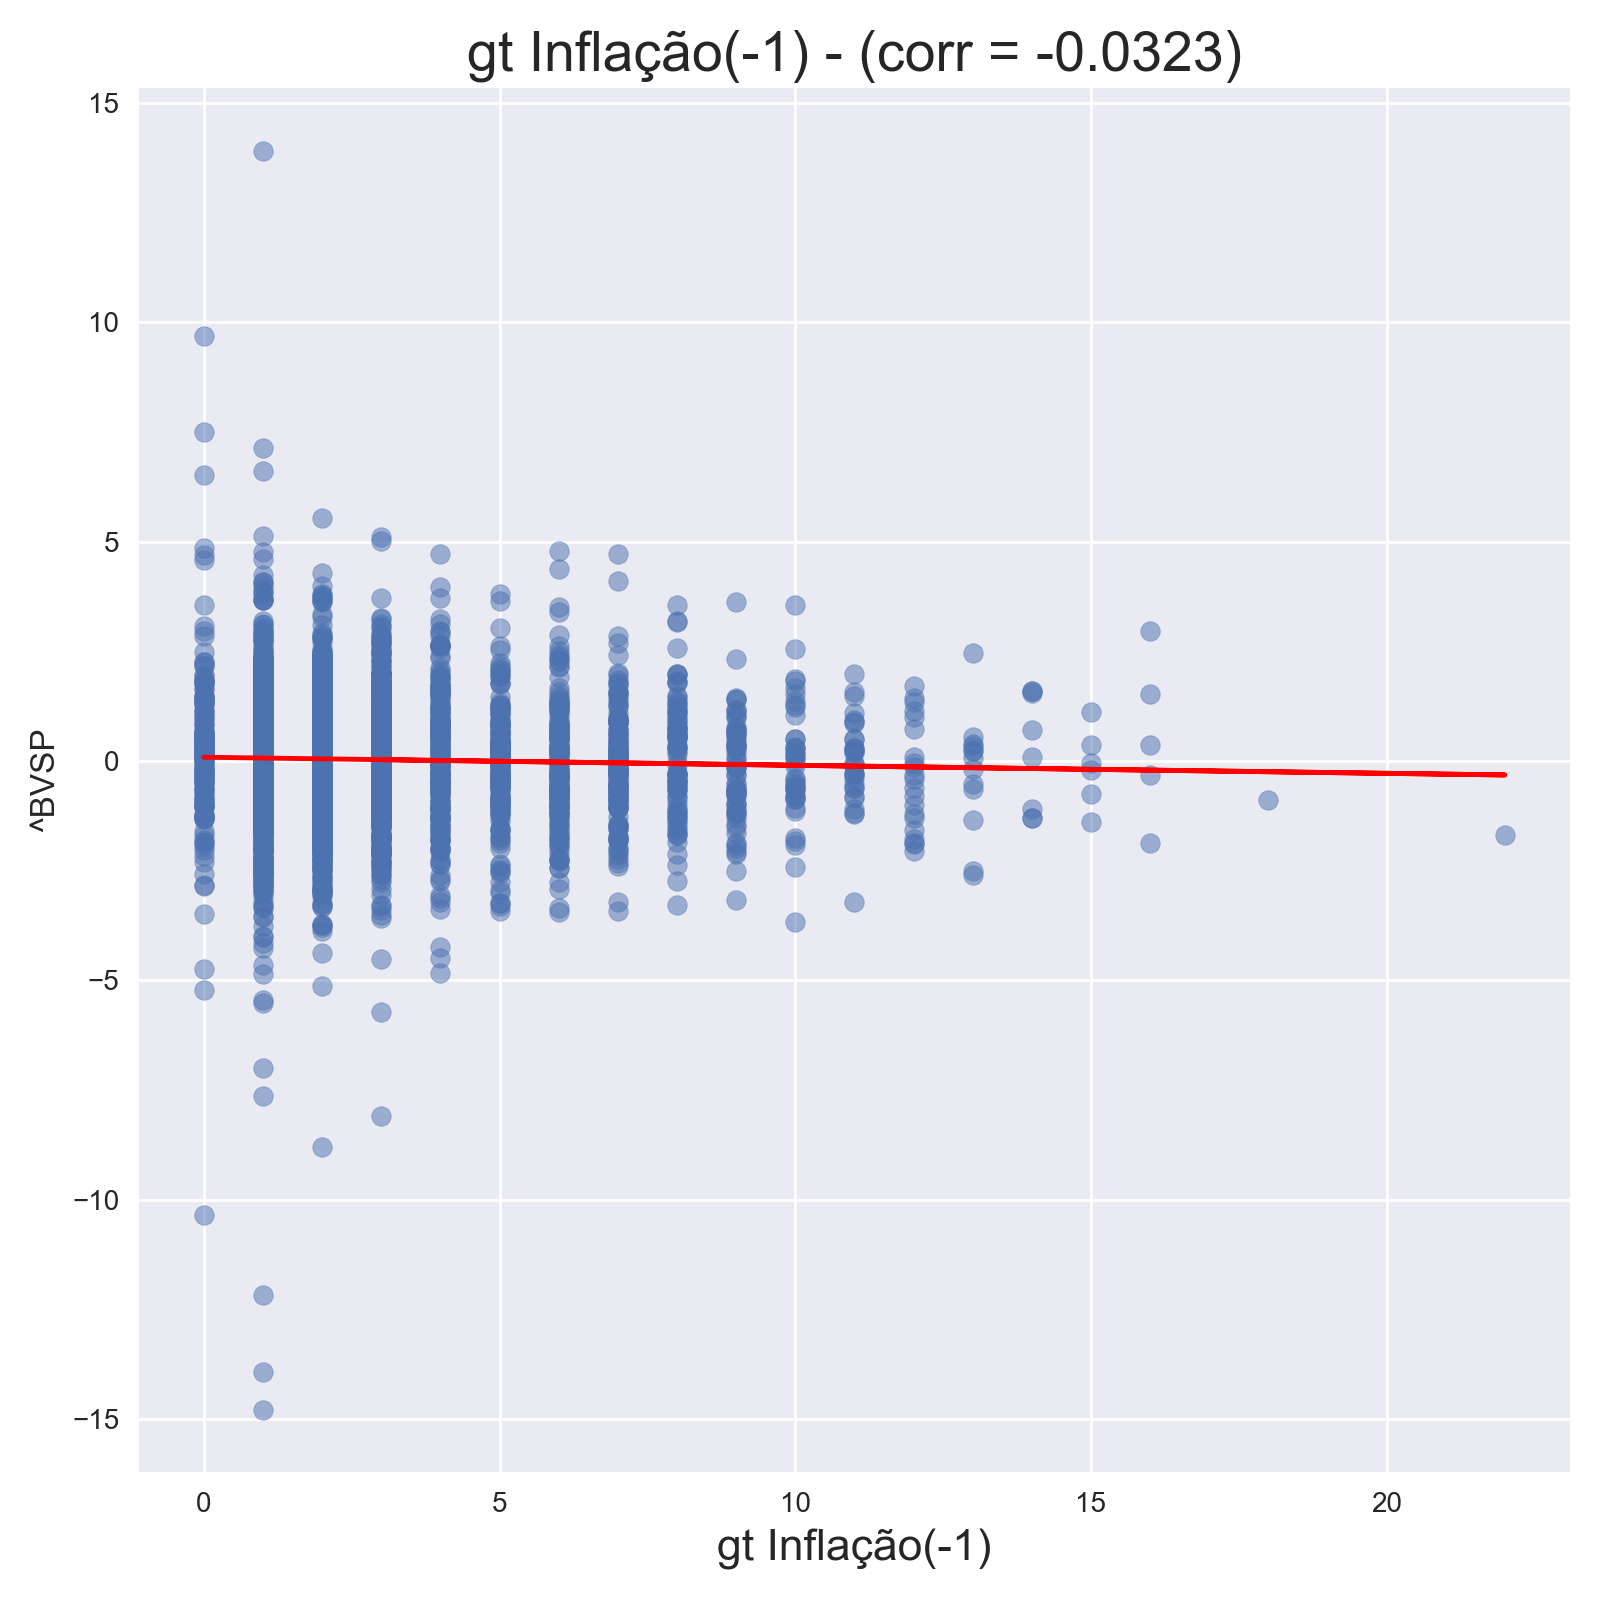 gt Inflação(-1) - (corr = -0.0323)
15
10
5
0
−5
−10
−15
^BVSP
0 5 10 15 20
gt Inflação(-1)